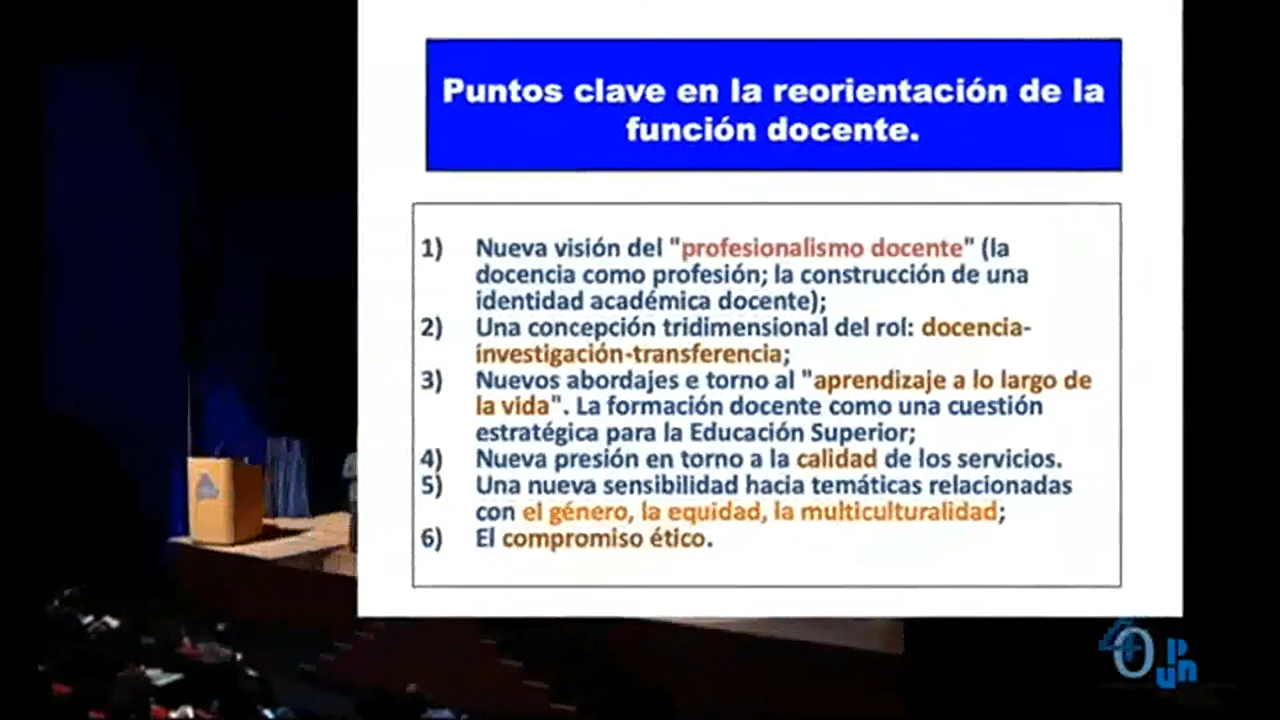 Puntos clave en la reorientación de la
función docente.
1) Nueva visión del "profesionalismo docente" (la
docencia como profesión; la construcción de una
identidad académica docente);
2) Una concepción tridimensional del rol: docencia-
investigación-transferencia;
3) Nuevos abordajes e torno al "aprendizaje a lo largo de
la vida". La formación docente como una cuestión
estratégica para la Educación Superior;
4) Nueva presión en torno a la calidad de los servicios.
5) Una nueva sensibilidad hacia temáticas relacionadas
con el género, la equidad, la multiculturalidad;
6) El compromiso ético.
40 upn